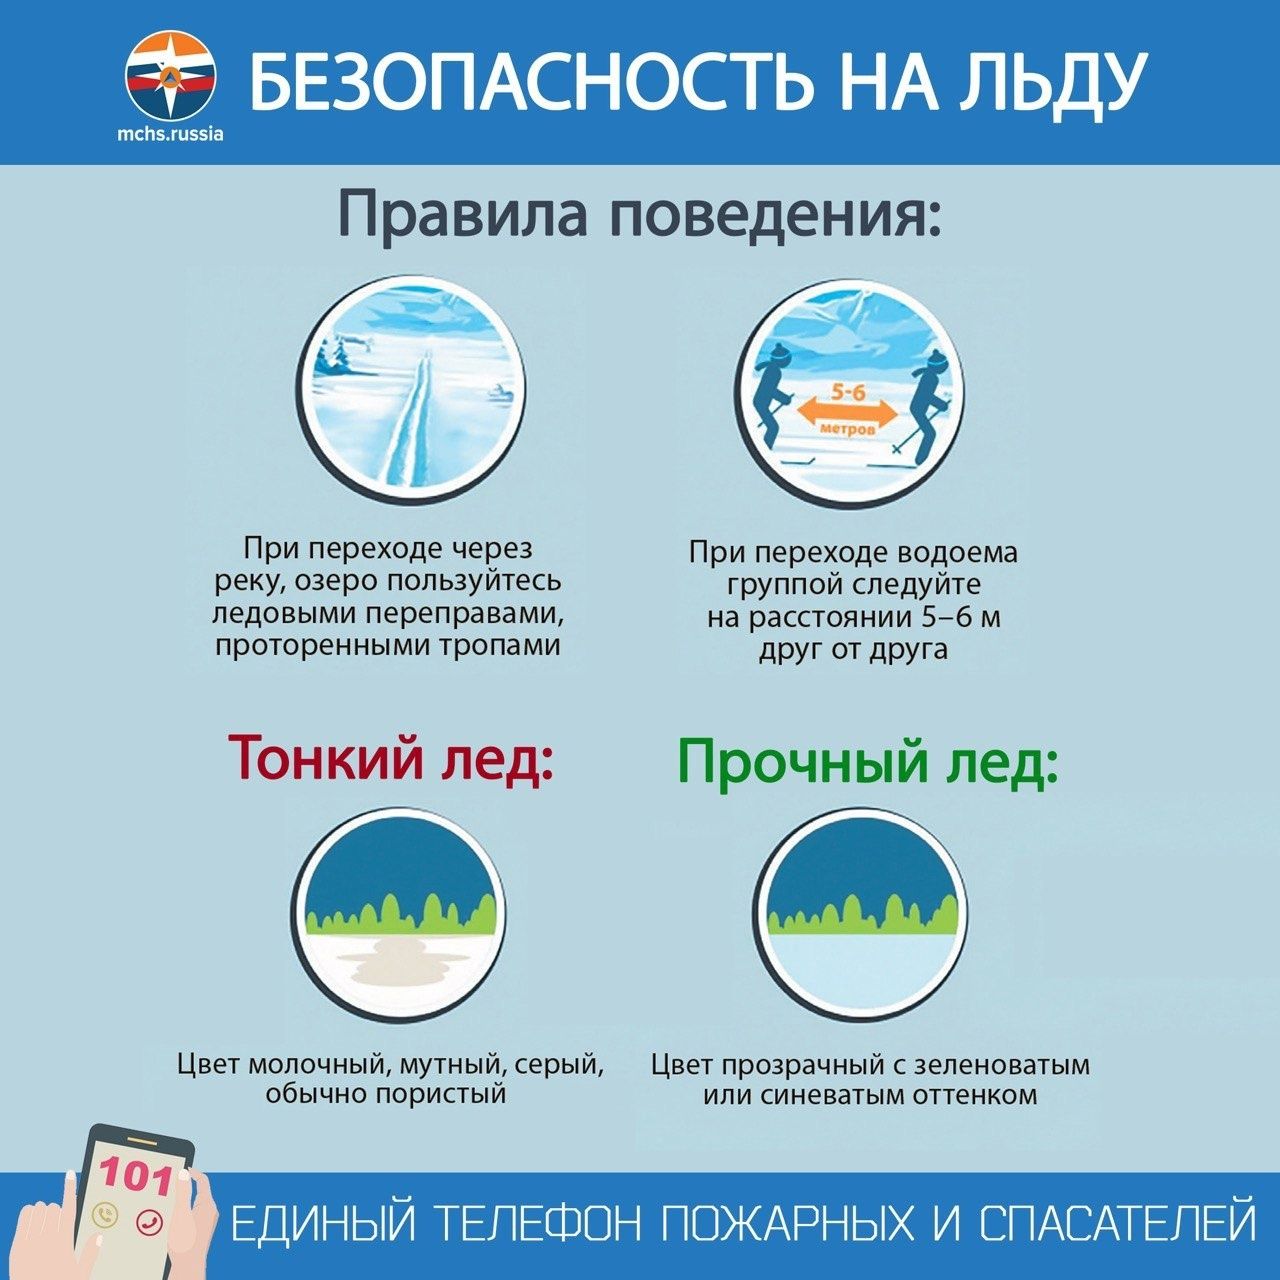 mchs.russia
БЕЗОПАСНОСТЬ НА ЛЬДУ
Правила поведения:
При переходе через
реку, озеро пользуйтесь
ледовыми переправами,
проторенными тропами
5-6
метров
При переходе водоема
группой следуйте
на расстоянии 5–6 м
друг от друга
Тонкий лед:
Цвет молочный, мутный, серый,
обычно пористый
Прочный лед:
Цвет прозрачный с зеленоватым
или синеватым оттенком
101
ЕДИНЫЙ ТЕЛЕФОН ПОЖАРНЫХ И СПАСАТЕЛЕЙ